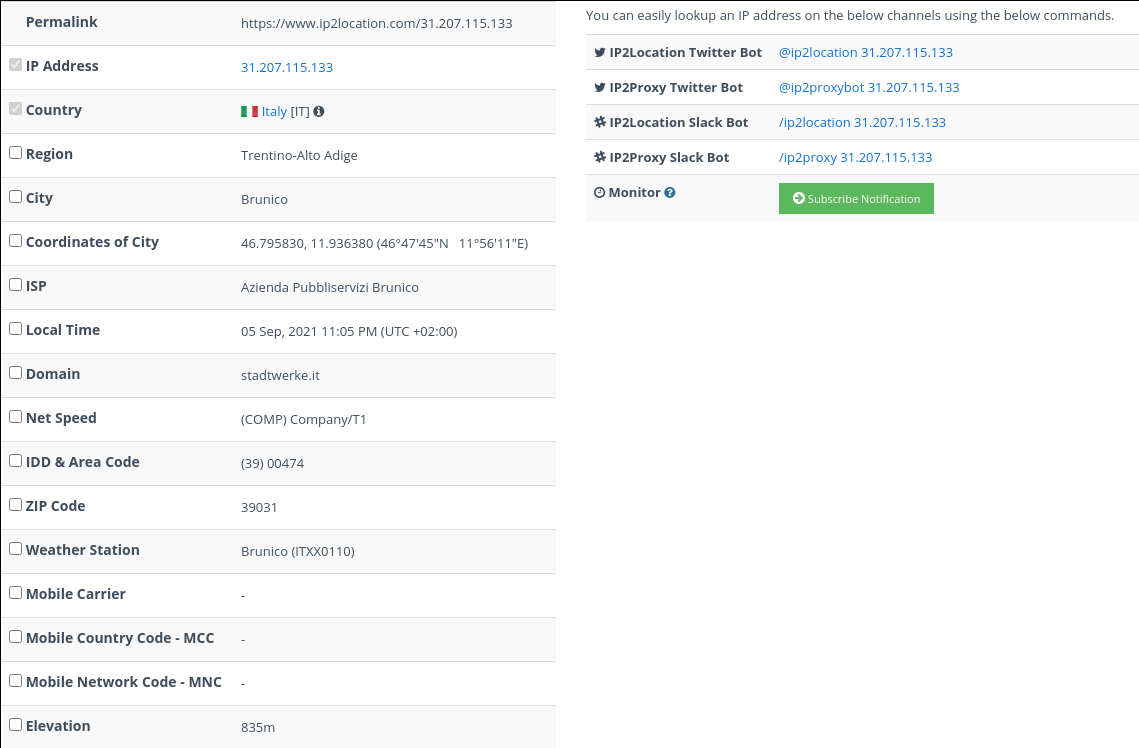 Permalink https://www.ip2location.com/31.207.115.133
IP Address 31.207.115.133
Country Italy [IT]
Region Trentino-Alto Adige
City Brunico
Coordinates of City 46.795830, 11.936380 (46°47'45"N 11°56'11"E)
ISP Azienda Pubbliservizi Brunico
Local Time 05 Sep, 2021 11:05 PM (UTC +02:00)
Domain stadtwerke.it
Net Speed (COMP) Company/T1
IDD & Area Code (39) 00474
ZIP Code 39031
Weather Station Brunico (ITXX0110)
Mobile Carrier -
Mobile Country Code - MCC -
Mobile Network Code - MNC -
Elevation 835m
You can easily lookup an IP address on the below channels using the below commands.
IP2Location Twitter Bot @ip2location 31.207.115.133
IP2Proxy Twitter Bot @ip2proxybot 31.207.115.133
IP2Location Slack Bot /ip2location 31.207.115.133
IP2Proxy Slack Bot /ip2proxy 31.207.115.133
Monitor Subscribe Notification